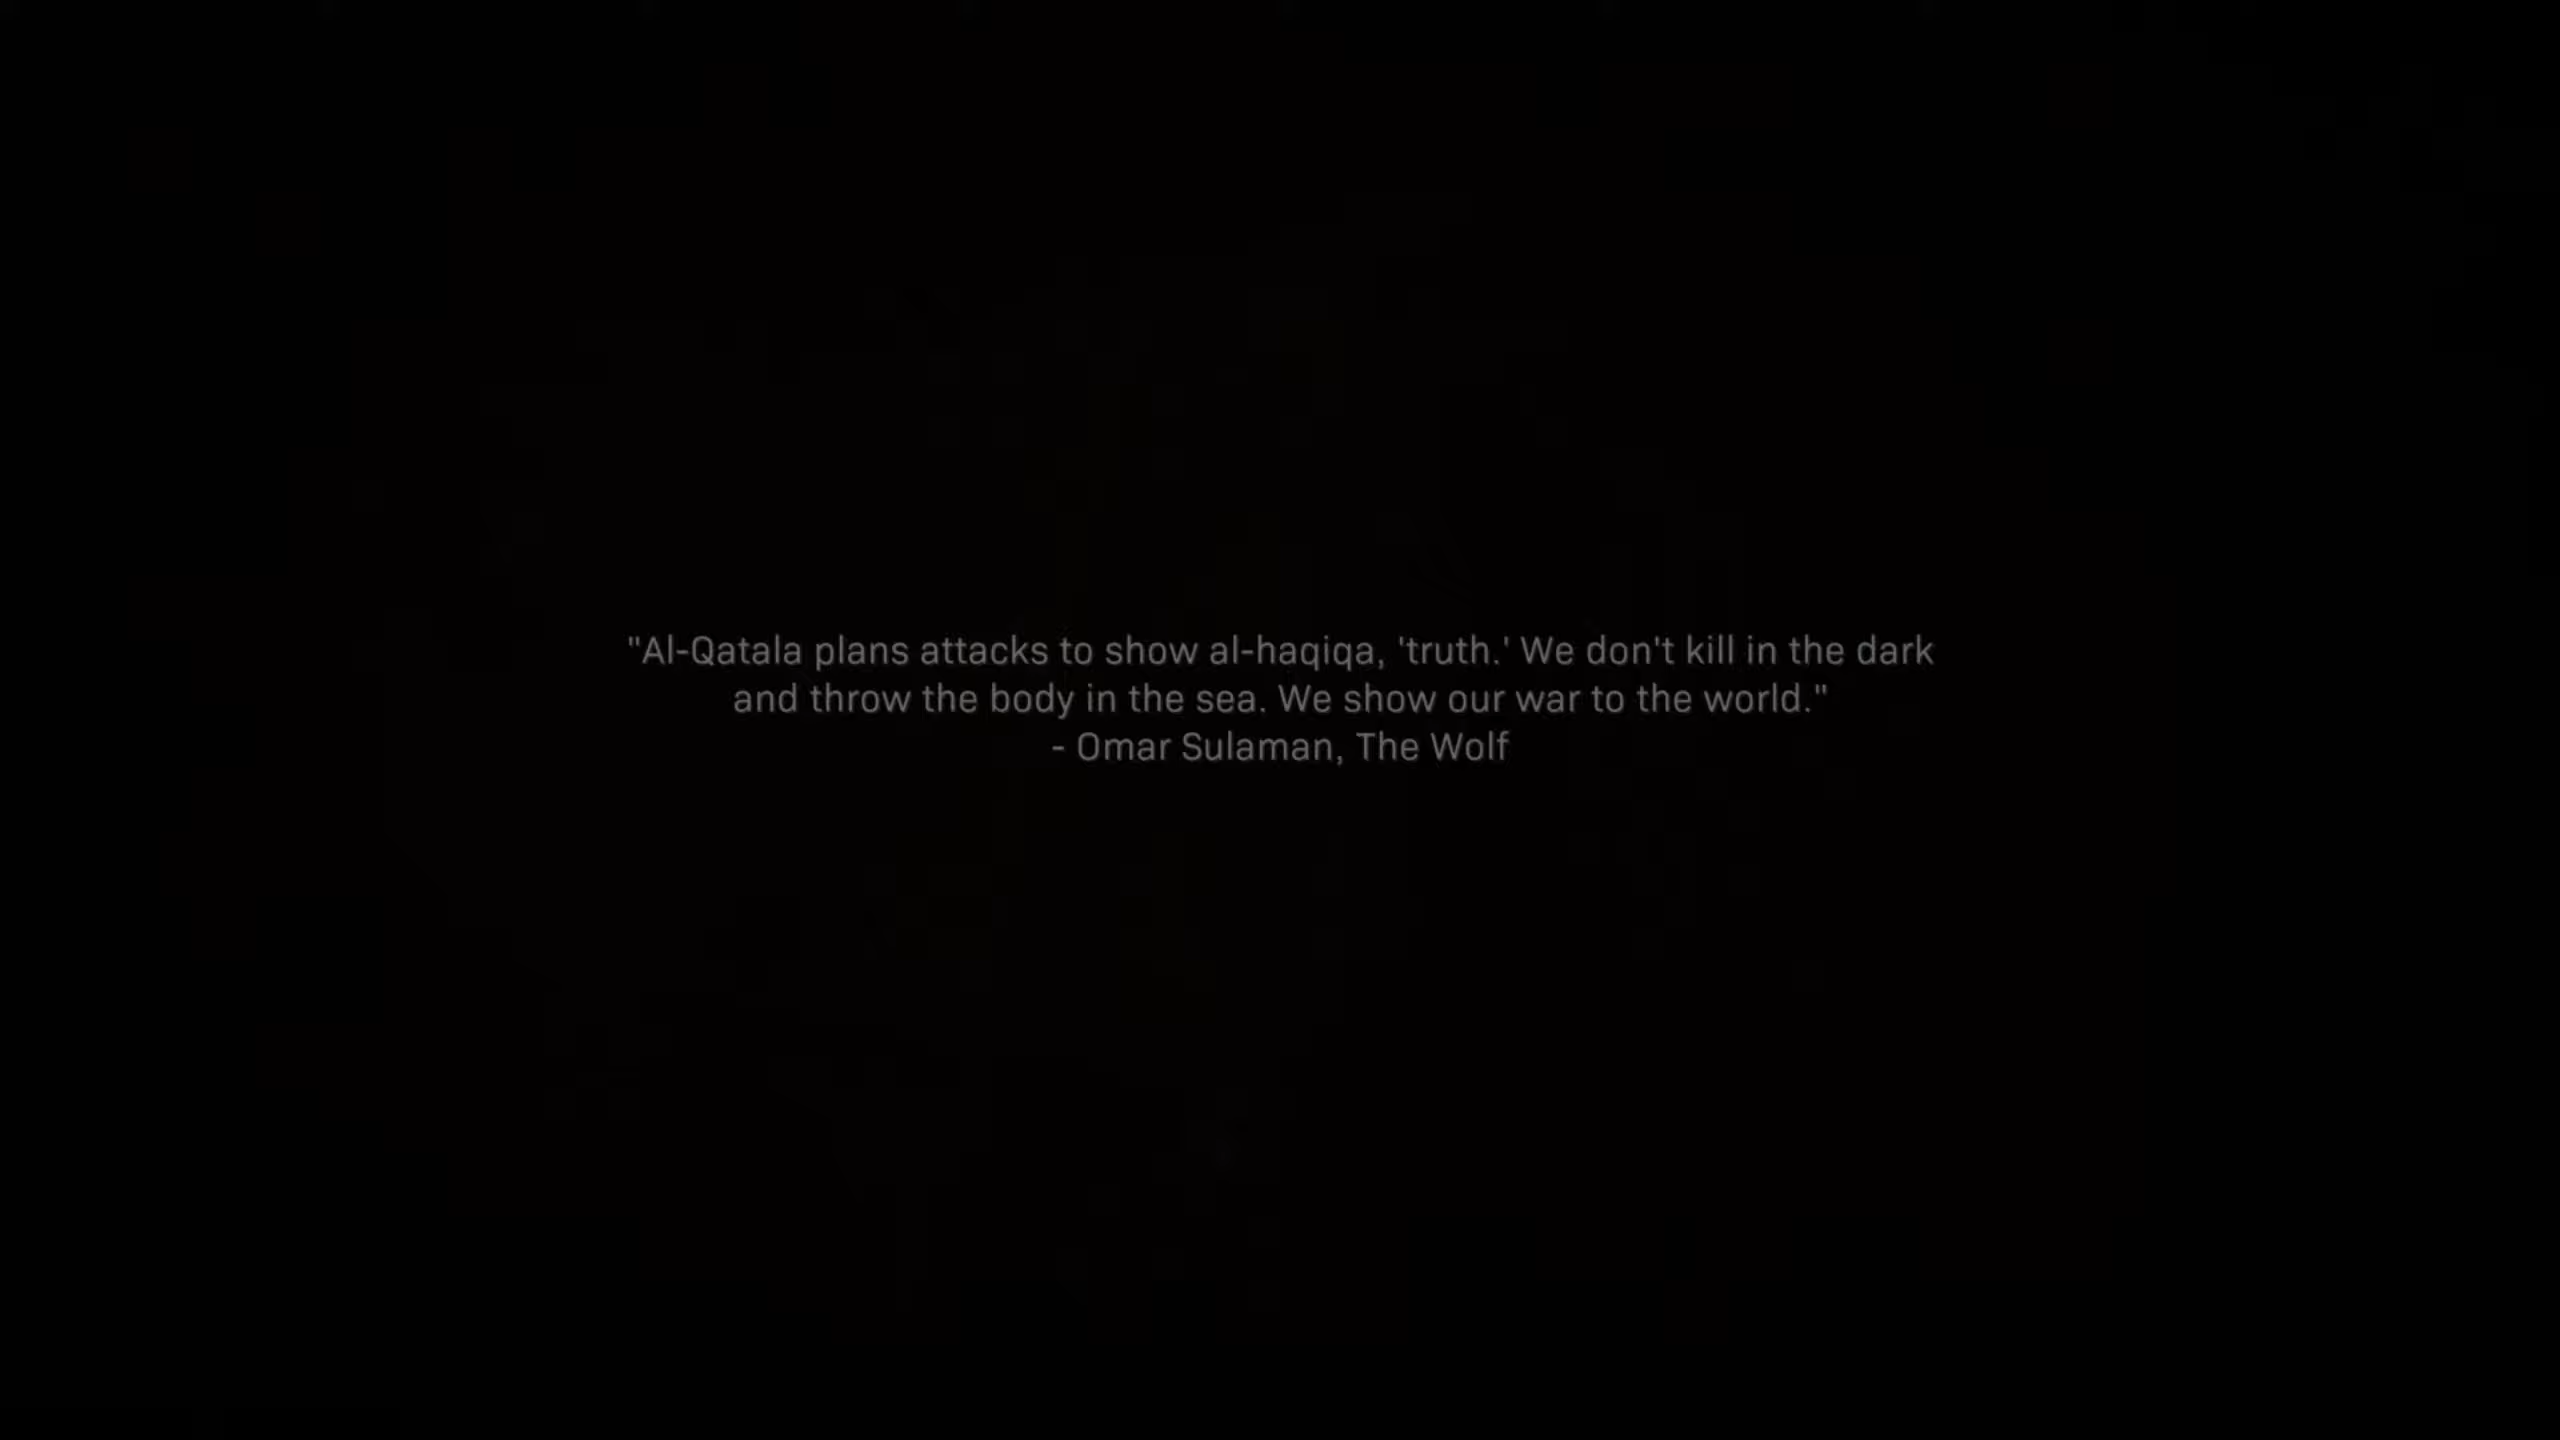 "Al-Qatala plans attacks to show al-haqiqa, 'truth.' We don't kill in the dark
and throw the body in the sea. We show our war to the world."
- Omar Sulaman, The Wolf